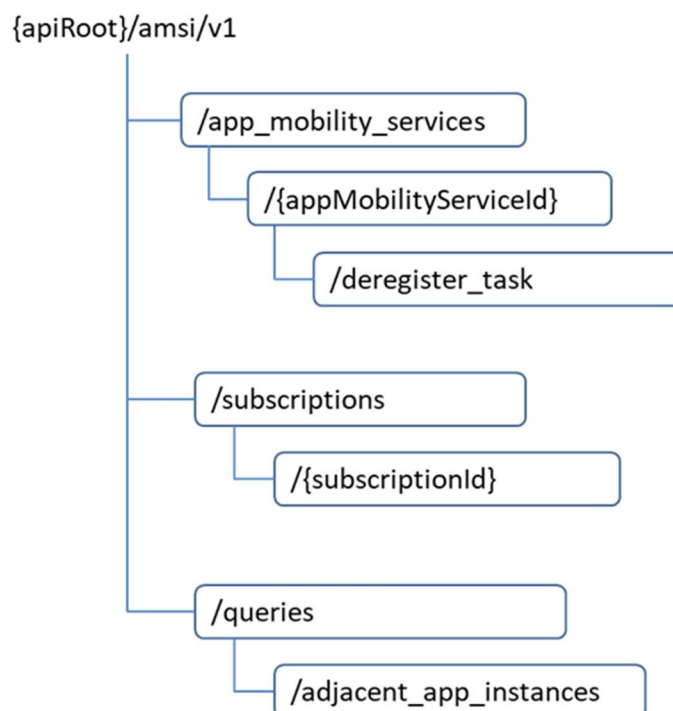 {apiRoot}/amsi/v1
/app_mobility_services
/{appMobilityServiceId}
/deregister_task
/subscriptions
/{subscriptionId}
/queries
/adjacent_app_instances